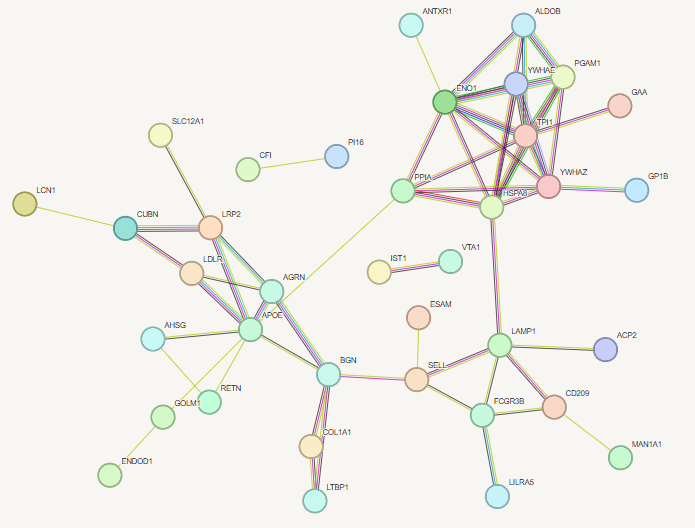 ANTXR1
ALDOB
YWHAE
PGAM1
ENO1
GAA
TPI1
SLC12A1
PI16
CFI
YWHAZ
GP1B
PPIA
HSPA8
LCN1
CUBN
LRP2
LDLR
IST1
VTA1
AGRN
ESAM
APOE
AHSG
LAMP1
ACP2
BGN
SELL
RETN
GOLM1
FCGR3B
CD209
COL1A1
MAN1A1
ENDOD1
LTBP1
LILRA5